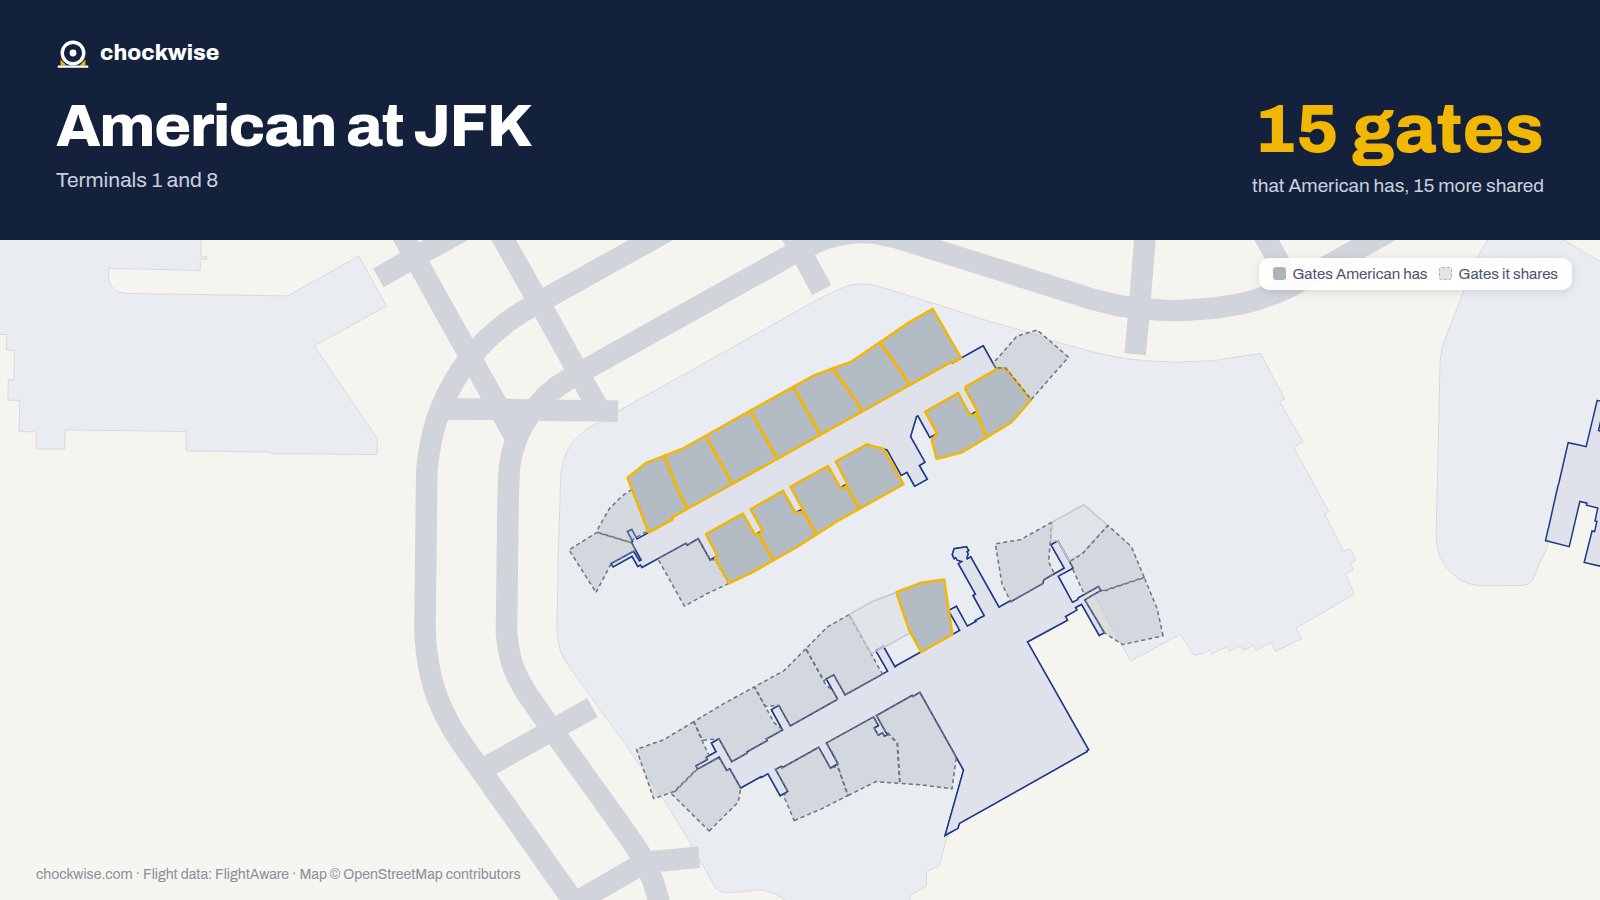 chockwise
American at JFK
Terminals 1 and 8
15 gates
that American has, 15 more shared
Gates American has
Gates it shares
chockwise.com · Flight data: FlightAware · Map © OpenStreetMap contributors